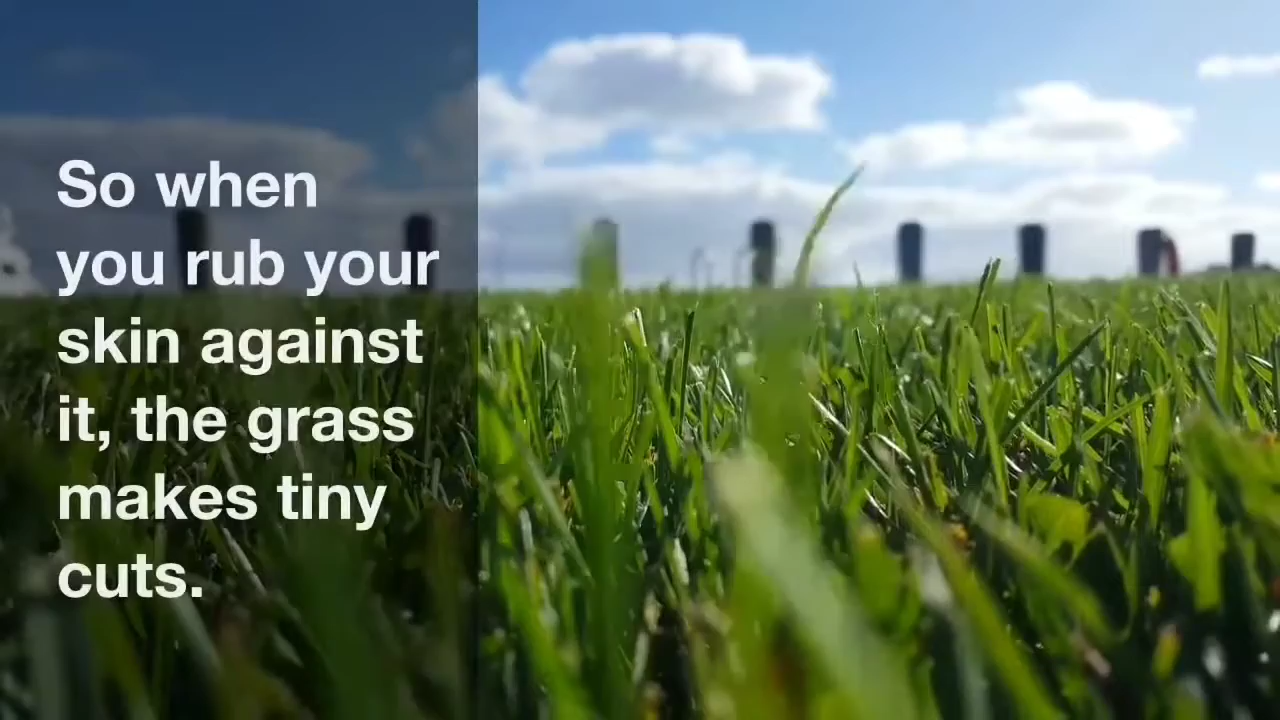 So when
you rub your
skin against
it, the grass
makes tiny
cuts.